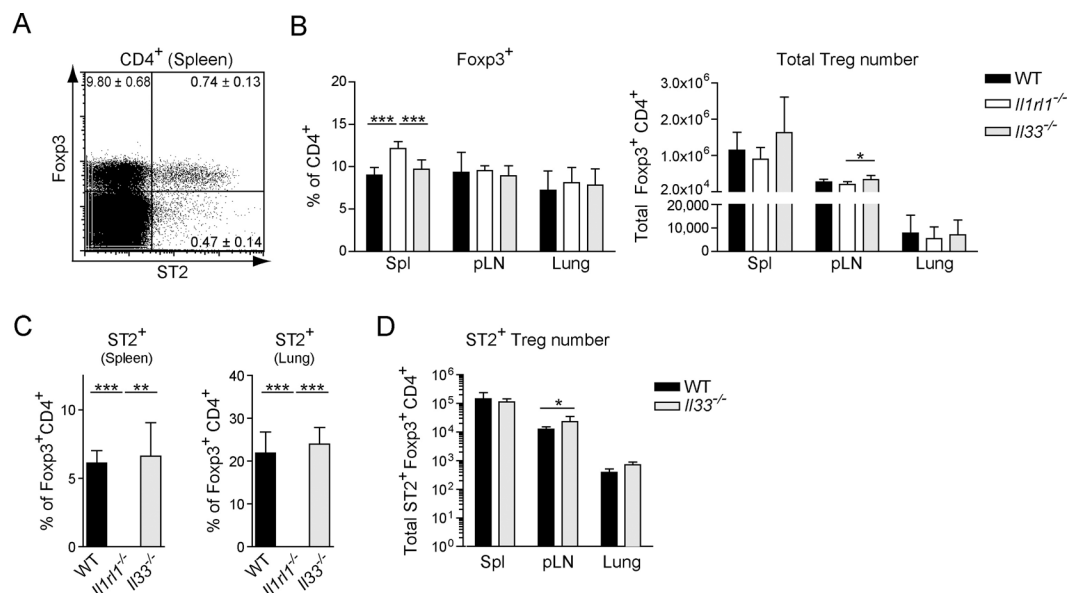 A
CD4+ (Spleen)
9.80 ± 0.68 0.74 ± 0.13
Foxp3
0.47 ± 0.14
ST2
B
Foxp3+
% of CD4+
20
15
10
5
0
*** ***
Spl pLN Lung
Total Treg number
Total Foxp3+ CD4+
3.0x10^6
2.0x10^6
1.0x10^6
2.0x10^4
20,000
10,000
0
*
Spl pLN Lung
WT
Il1rl1-/-
Il33-/-
C
ST2+
(Spleen)
% of Foxp3+CD4+
10
5
0
*** **
WT Il1rl1-/- Il33-/-
ST2+
(Lung)
% of Foxp3+ CD4+
40
30
20
10
0
*** ***
WT Il1rl1-/- Il33-/-
D
ST2+ Treg number
Total ST2+ Foxp3+ CD4+
10^6
10^5
10^4
10^3
10^2
10^1
10^0
*
Spl pLN Lung
WT
Il33-/-